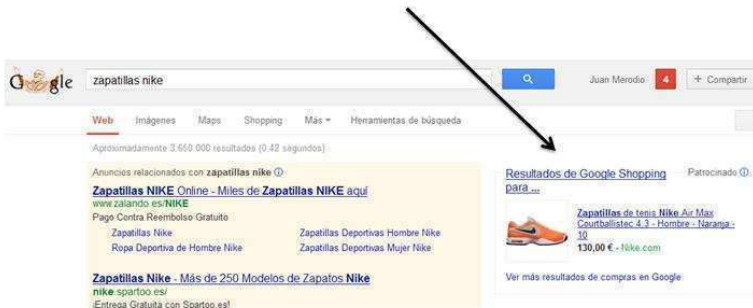 Google
zapatillas nike
Juan Merodio 4 + Compartir
Web Imágenes Maps Shopping Más Herramientas de búsqueda
Aproximadamente 3.650.000 resultados (0,42 segundos)
Anuncios relacionados con zapatillas nike
Zapatillas NIKE Online - Miles de Zapatillas NIKE aquí
www.zalando.es/NIKE
Pago Contra Reembolso Gratuito
Zapatillas Nike Zapatillas Deportivas Hombre Nike
Ropa Deportiva de Hombre Nike Zapatillas Deportivas Mujer Nike
Zapatillas Nike - Más de 250 Modelos de Zapatos Nike
nike.spartoo.es/
¡Entrega Gratuita con Spartoo.es!
Resultados de Google Shopping Patrocinado
para ...
Zapatillas de tenis Nike Air Max
Courtballistec 4.3 - Hombre - Naranja -
10
130,00 € - Nike.com
Ver más resultados de compras en Google